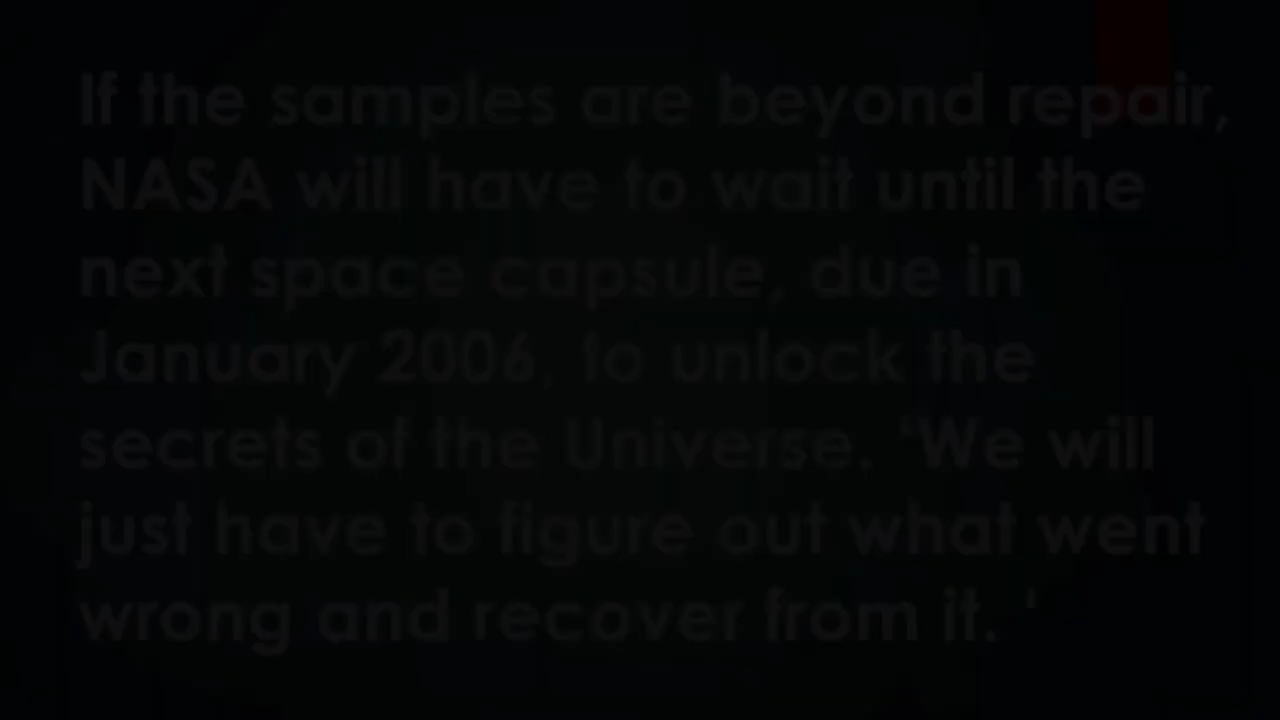 If the samples are beyond repair,
NASA will have to wait until the
next space capsule, due in
January 2006, to unlock the
secrets of the Universe. 'We will
just have to figure out what went
wrong and recover from it. '